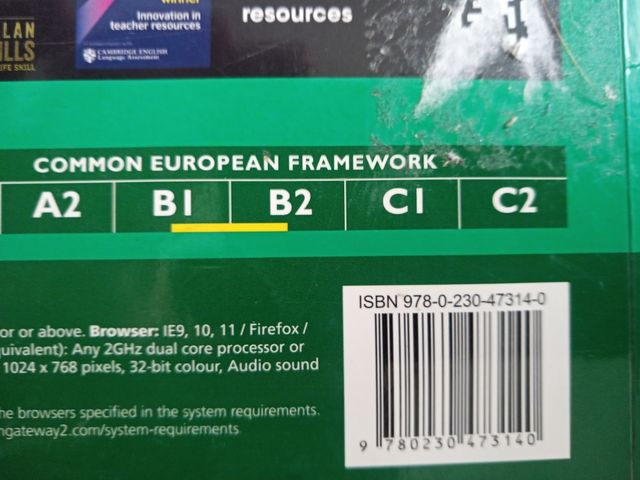 LAN
ILLS
IFE SKILL
winner
Innovation in
teacher resources
CAMBRIDGE ENGLISH
Language Assessment
resources
COMMON EUROPEAN FRAMEWORK
A2 B1 B2 C1 C2
ISBN 978-0-230-47314-0
or or above. Browser: IE9, 10, 11 / Firefox /
quivalent): Any 2GHz dual core processor or
1024 x 768 pixels, 32-bit colour, Audio sound
he browsers specified in the system requirements.
ngateway2.com/system-requirements
9 780230 473140